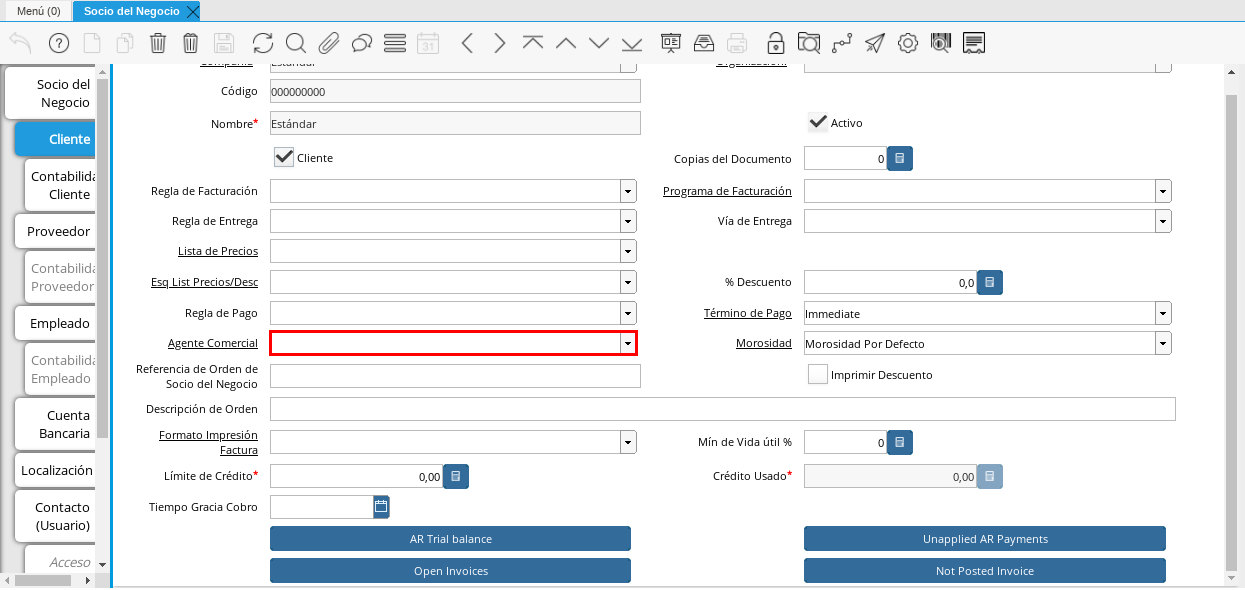 Menú (0)
Socio del Negocio
31
Socio del
Negocio
Cliente
Contabilida
Cliente
Proveedor
Contabilida
Proveedor
Empleado
Contabilida
Empleado
Cuenta
Bancaria
Localización
Contacto
(Usuario)
Acceso
Compañía
Estándar
Organización
Código
000000000
Nombre*
Estándar
Activo
Cliente
Copias del Documento
0
Regla de Facturación
Programa de Facturación
Regla de Entrega
Vía de Entrega
Lista de Precios
Esq List Precios/Desc
% Descuento
0,0
Regla de Pago
Término de Pago
Immediate
Agente Comercial
Morosidad
Morosidad Por Defecto
Referencia de Orden de
Socio del Negocio
Imprimir Descuento
Descripción de Orden
Formato Impresión
Factura
Mín de Vida útil %
0
Límite de Crédito*
0,00
Crédito Usado*
0,00
Tiempo Gracia Cobro
AR Trial balance
Unapplied AR Payments
Open Invoices
Not Posted Invoice